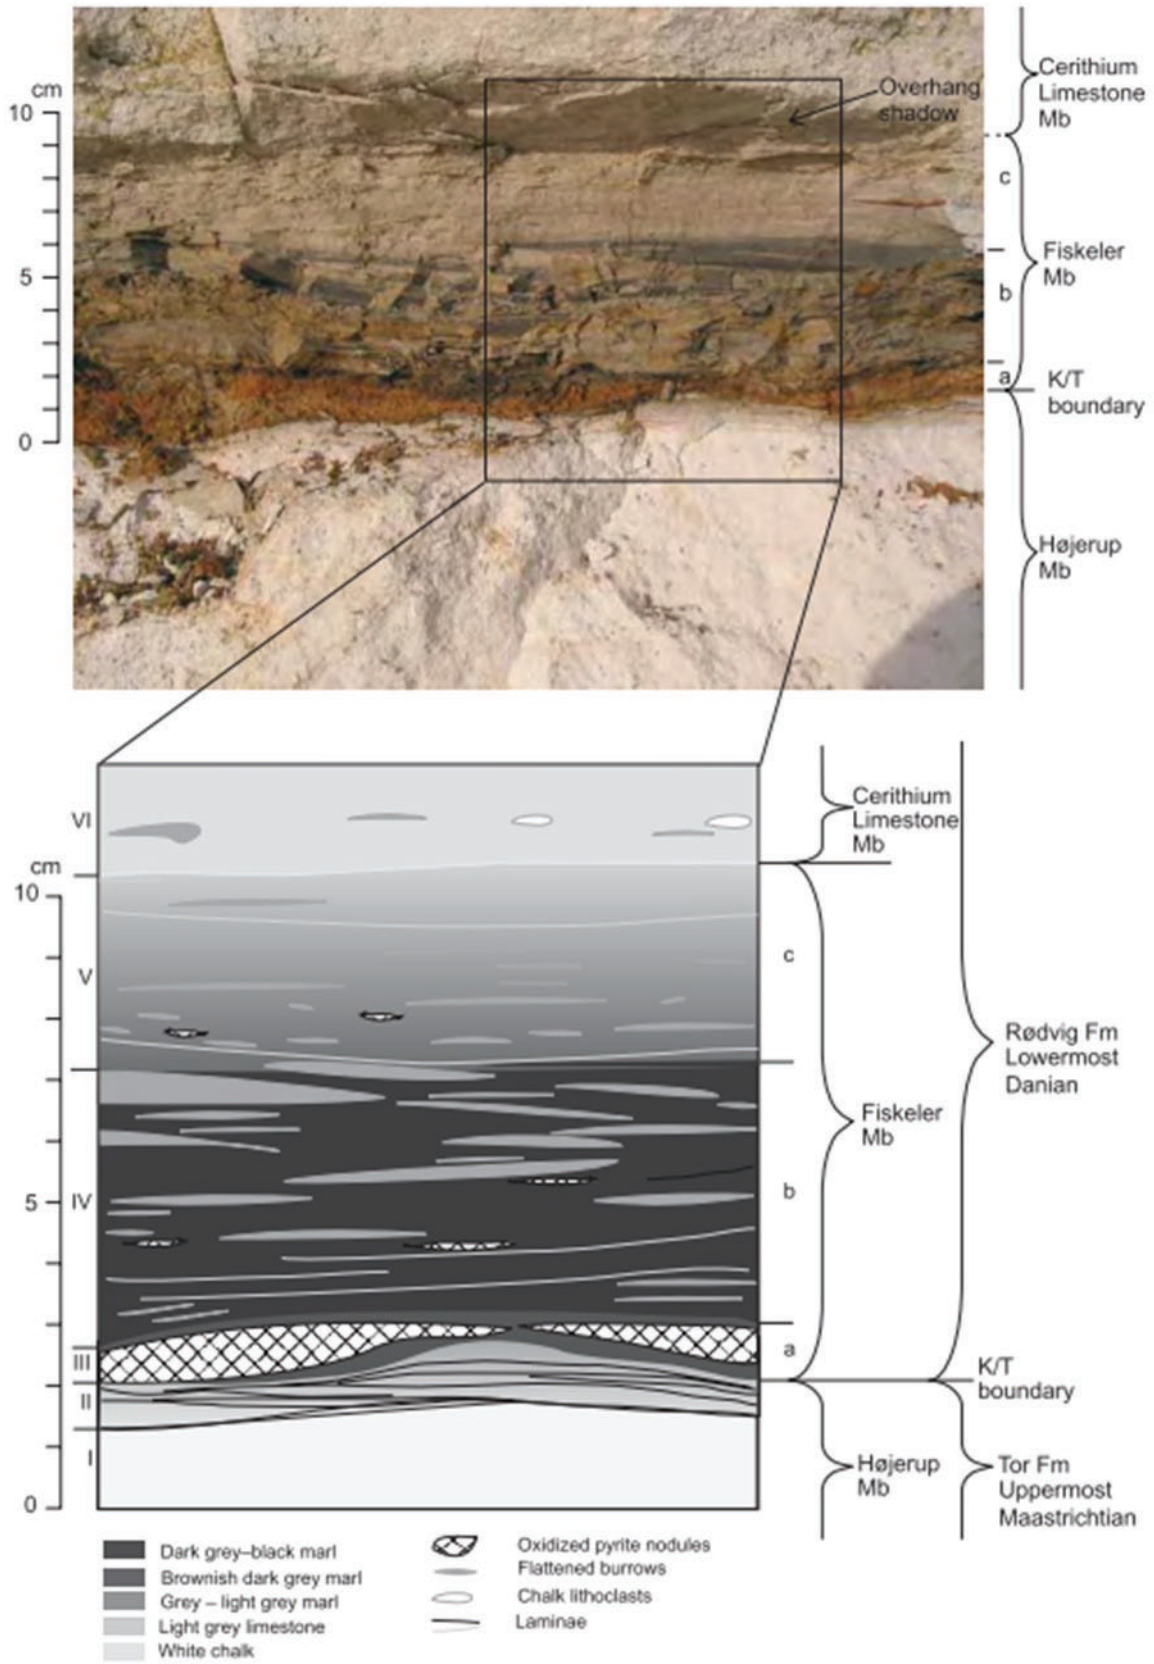 cm
10
5
0
Overhang
shadow
Cerithium
Limestone
Mb
c
Fiskeler
Mb
b
a
K/T
boundary
Højerup
Mb
VI
cm
10
V
5
IV
III
II
I
0
Cerithium
Limestone
Mb
c
Rødvig Fm
Lowermost
Danian
Fiskeler
Mb
b
a
K/T
boundary
Højerup
Mb
Tor Fm
Uppermost
Maastrichtian
Dark grey–black marl
Brownish dark grey marl
Grey – light grey marl
Light grey limestone
White chalk
Oxidized pyrite nodules
Flattened burrows
Chalk lithoclasts
Laminae